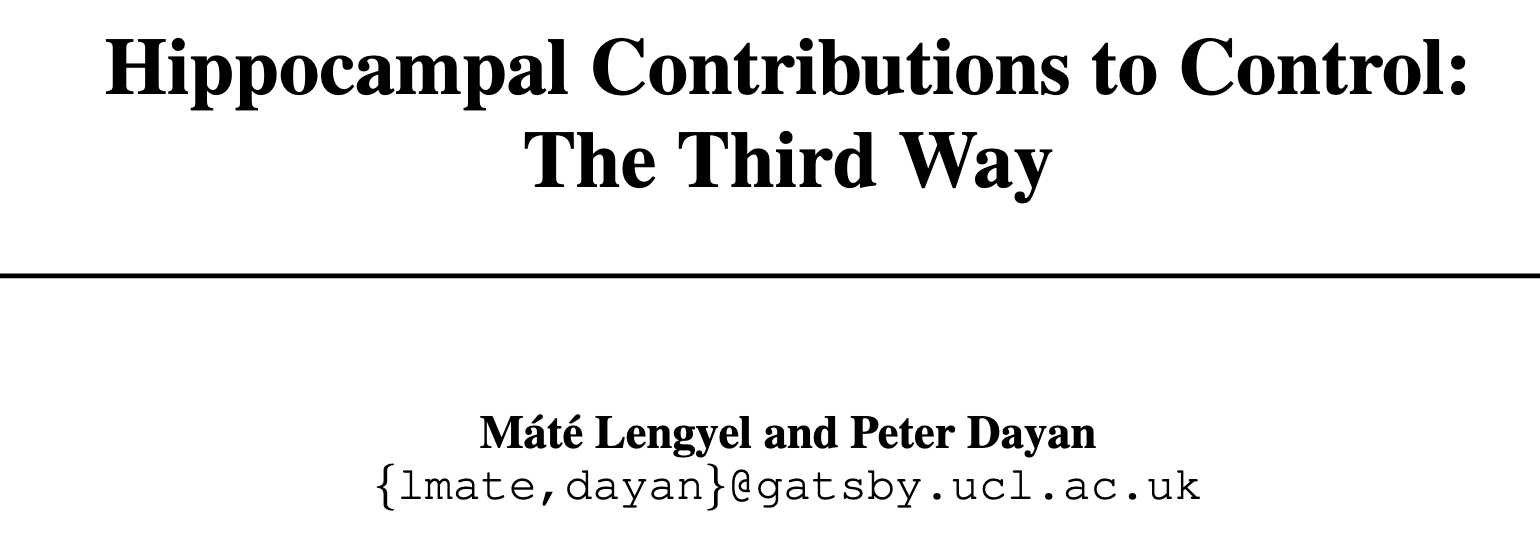 Hippocampal Contributions to Control:
The Third Way
Máté Lengyel and Peter Dayan
{lmate,dayan}@gatsby.ucl.ac.uk